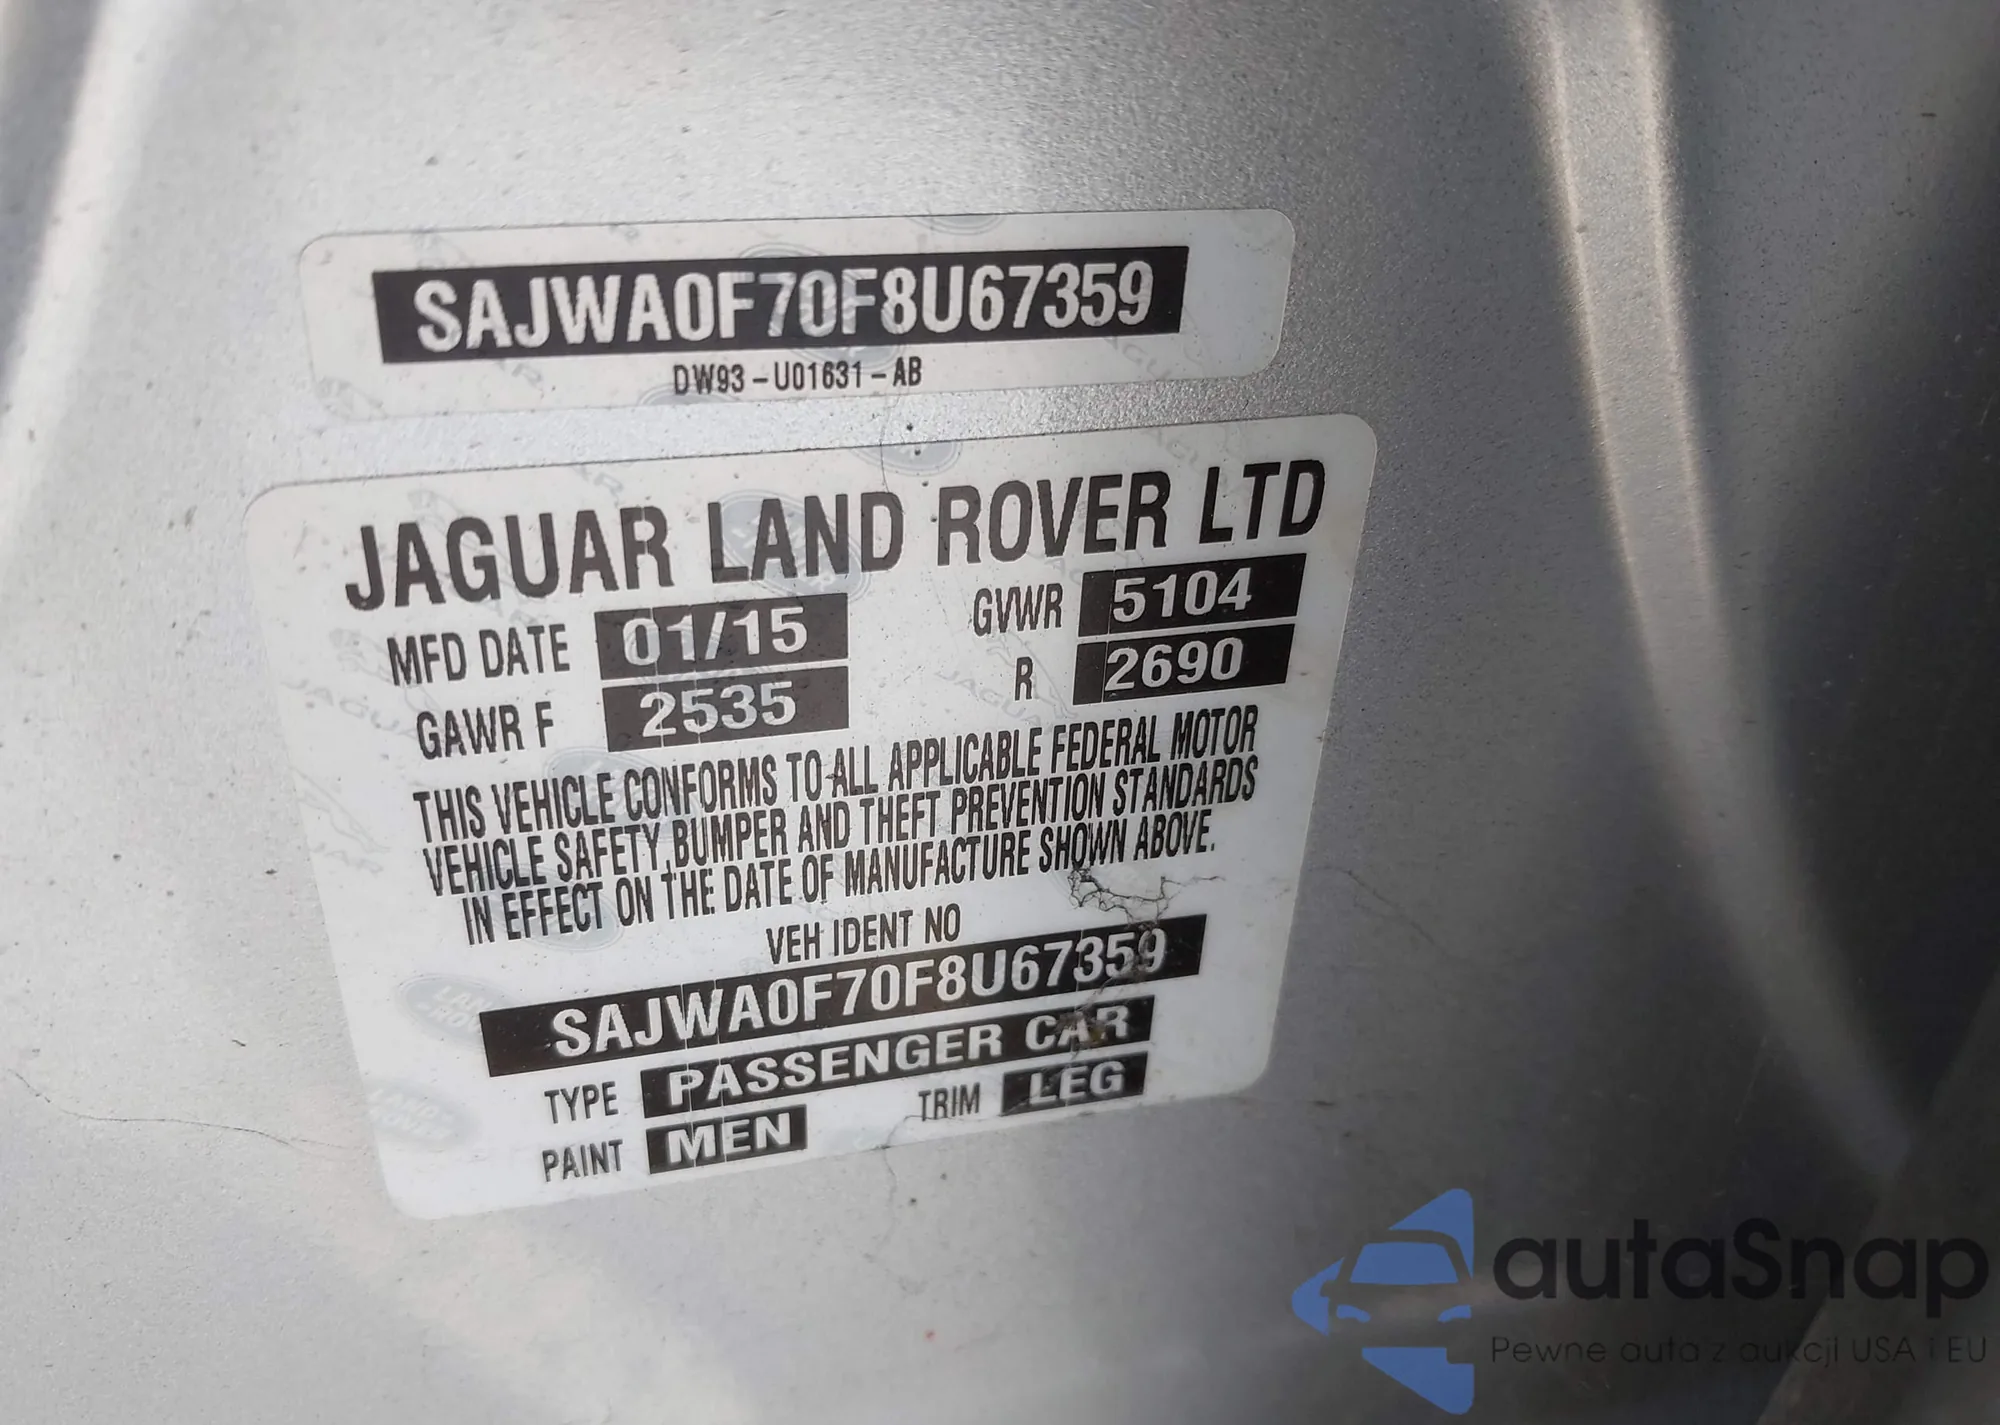 SAJWA0F70F8U67359
DW93-U01631-AB
JAGUAR LAND ROVER LTD
MFD DATE 01/15 GVWR 5104
GAWR F 2535 R 2690
THIS VEHICLE CONFORMS TO ALL APPLICABLE FEDERAL MOTOR
VEHICLE SAFETY, BUMPER AND THEFT PREVENTION STANDARDS
IN EFFECT ON THE DATE OF MANUFACTURE SHOWN ABOVE.
VEH IDENT NO
SAJWA0F70F8U67359
TYPE PASSENGER CAR
PAINT MEN TRIM LEG
autaSnap
Pewne auta z aukcji USA i EU